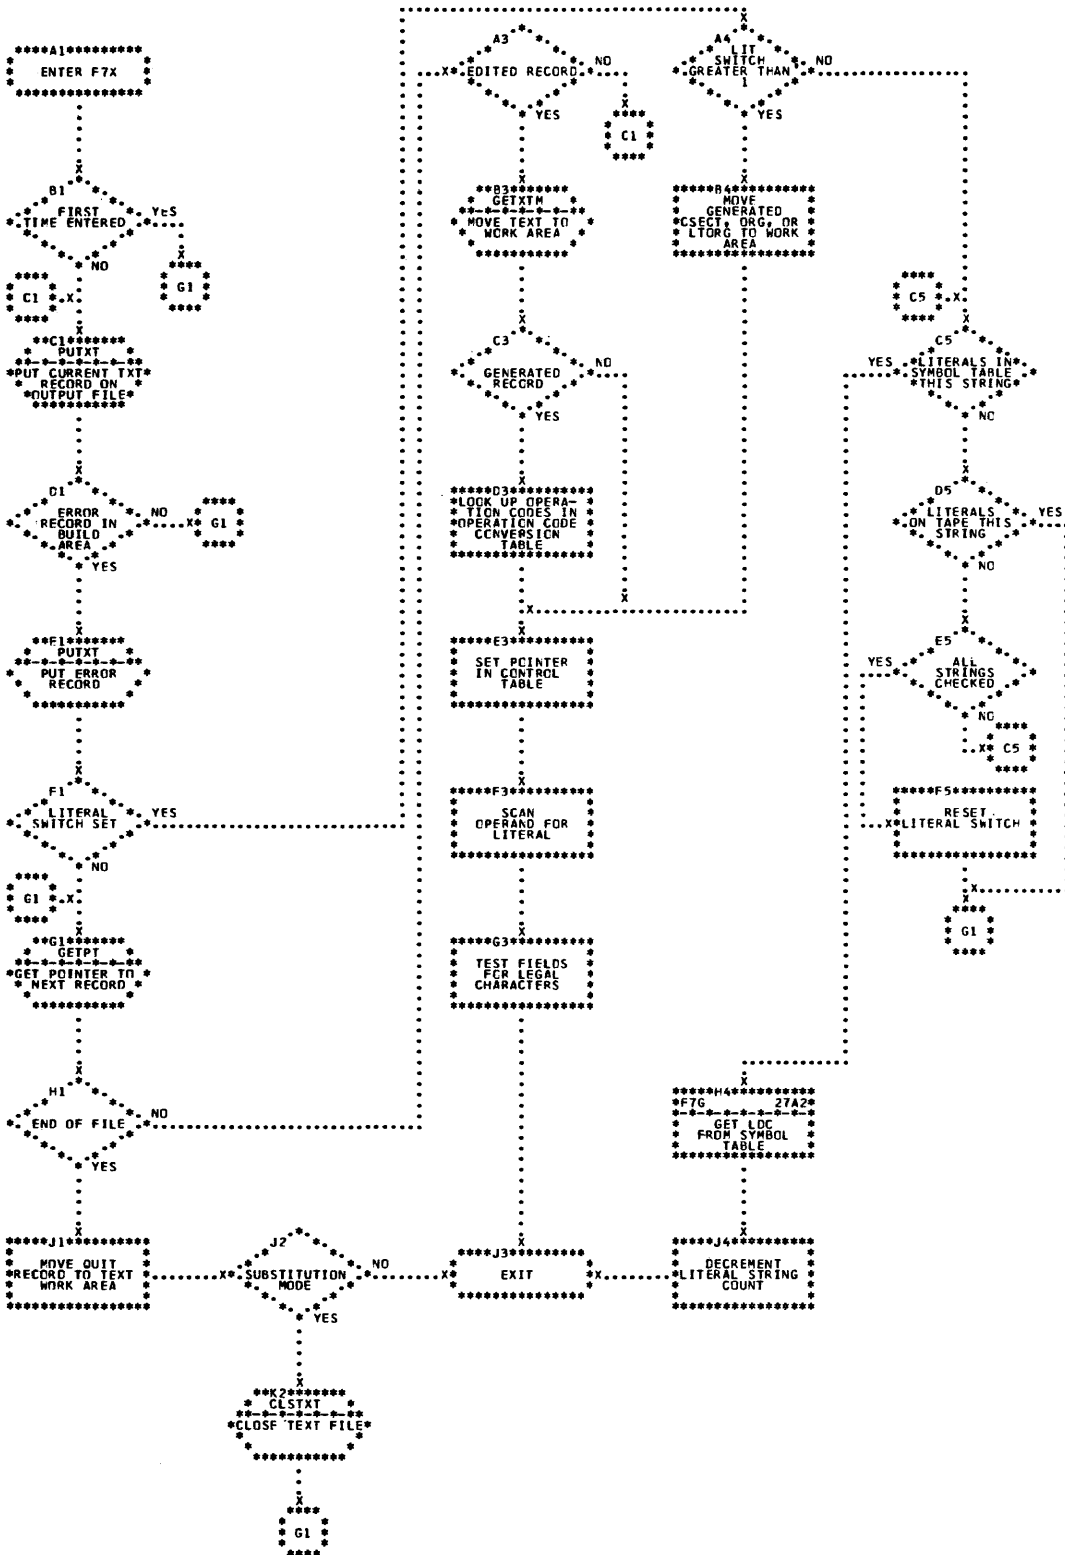 A1
ENTER F7X
B1
FIRST
TIME ENTERED
YES
NO
G1
C1
C1
PUTXT
PUT CURRENT TXT
RECORD ON
OUTPUT FILE
D1
ERROR
RECORD IN
BUILD
AREA
NO
G1
YES
E1
PUTXT
PUT ERROR
RECORD
F1
LITERAL
SWITCH SET
YES
NO
G1
G1
GETPT
GET POINTER TO
NEXT RECORD
H1
END OF FILE
NO
YES
J1
MOVE QUIT
RECORD TO TEXT
WORK AREA
J2
SUBSTITUTION
MODE
NO
YES
K2
CLSTXT
CLOSE TEXT FILE
G1
A3
EDITED RECORD
NO
C1
YES
B3
GETXTM
MOVE TEXT TO
WORK AREA
C3
GENERATED
RECORD
NO
YES
D3
LOOK UP OPERA-
TION CODES IN
OPERATION CODE
CONVERSION
TABLE
E3
SET POINTER
IN CONTROL
TABLE
F3
SCAN
OPERAND FOR
LITERAL
G3
TEST FIELDS
FOR LEGAL
CHARACTERS
J3
EXIT
A4
LIT
SWITCH
GREATER THAN
1
NO
YES
B4
MOVE
GENERATED
CSECT, ORG, OR
LTORG TO WORK
AREA
H4
F7G 27A2
GET LOC
FROM SYMBOL
TABLE
J4
DECREMENT
LITERAL STRING
COUNT
C5
C5
YES
LITERALS IN
SYMBOL TABLE
THIS STRING
NO
D5
LITERALS
ON TAPE THIS
STRING
YES
NO
E5
YES
ALL
STRINGS
CHECKED
NO
C5
F5
RESET
LITERAL SWITCH
G1